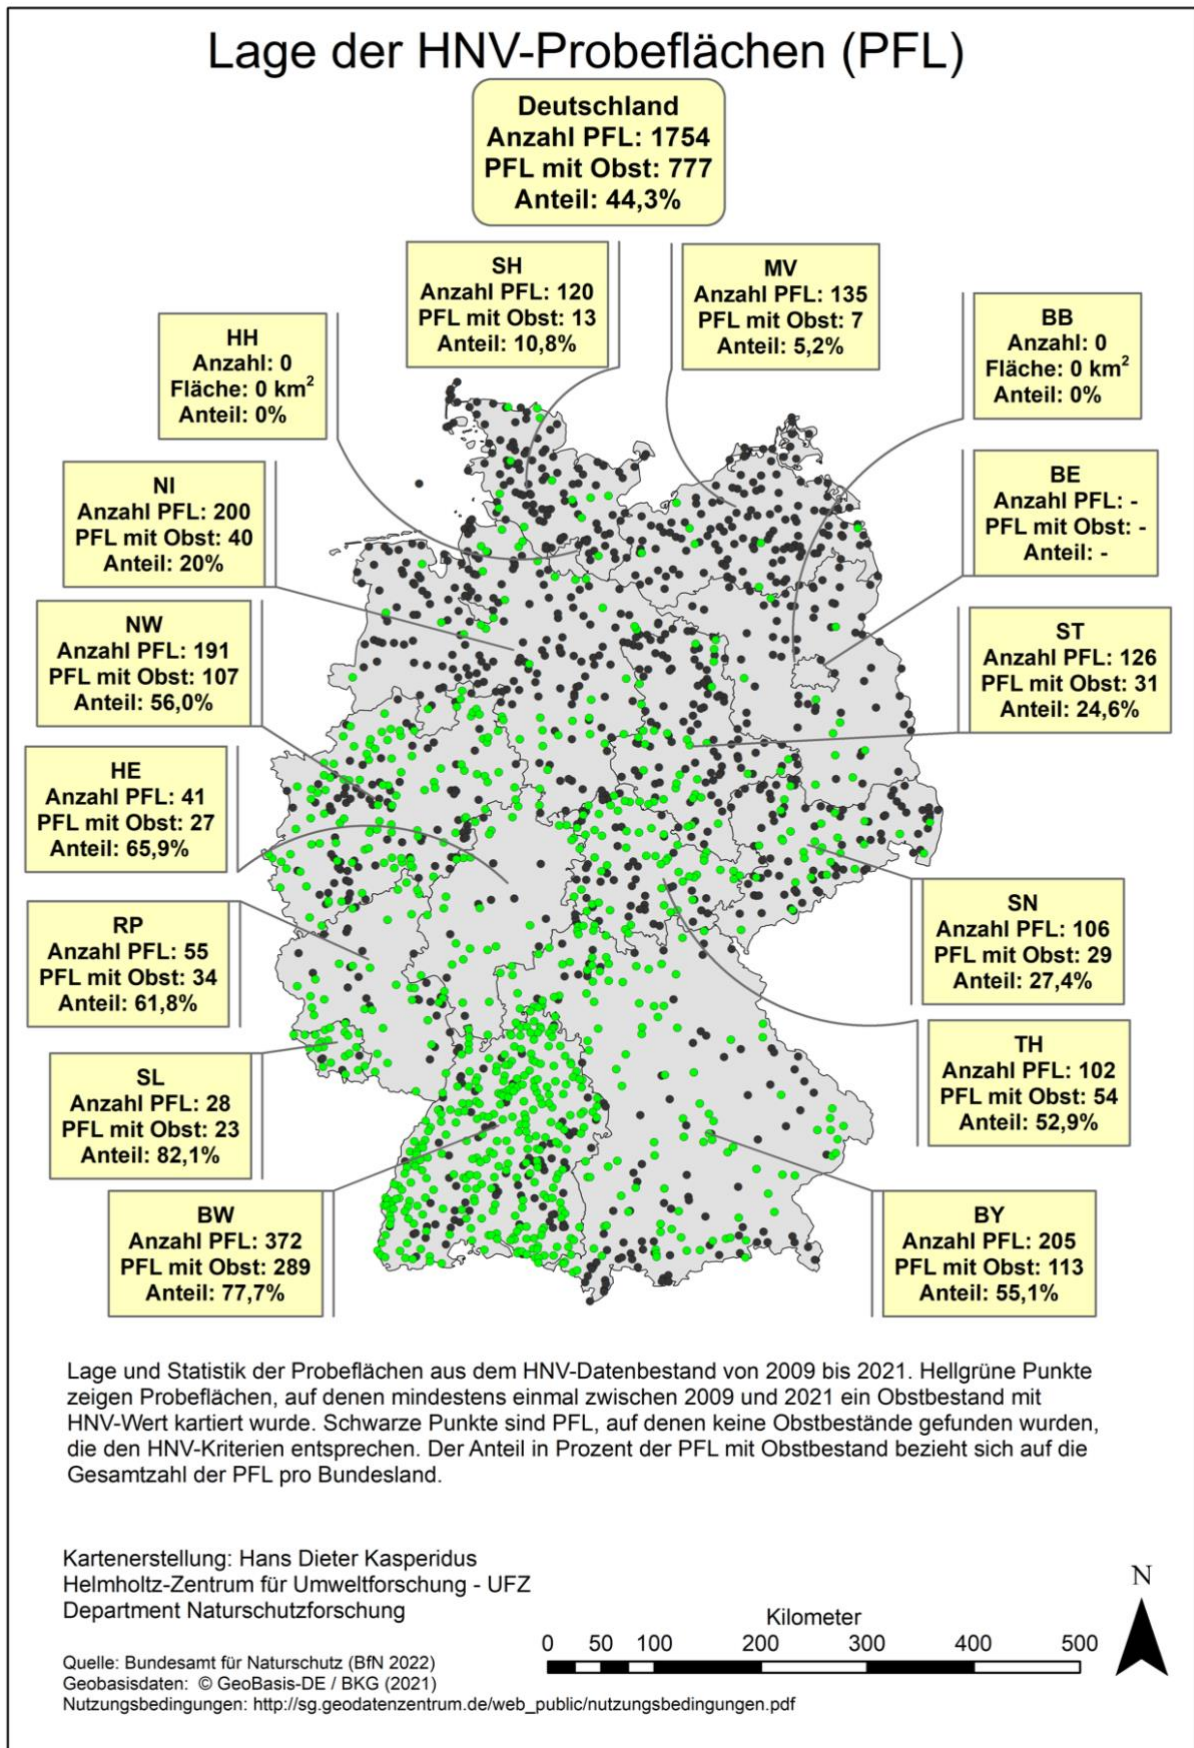 Lage der HNV-Probeflächen (PFL)
Deutschland
Anzahl PFL: 1754
PFL mit Obst: 777
Anteil: 44,3%
SH
Anzahl PFL: 120
PFL mit Obst: 13
Anteil: 10,8%
MV
Anzahl PFL: 135
PFL mit Obst: 7
Anteil: 5,2%
HH
Anzahl: 0
Fläche: 0 km²
Anteil: 0%
BB
Anzahl: 0
Fläche: 0 km²
Anteil: 0%
NI
Anzahl PFL: 200
PFL mit Obst: 40
Anteil: 20%
BE
Anzahl PFL: -
PFL mit Obst: -
Anteil: -
NW
Anzahl PFL: 191
PFL mit Obst: 107
Anteil: 56,0%
ST
Anzahl PFL: 126
PFL mit Obst: 31
Anteil: 24,6%
HE
Anzahl PFL: 41
PFL mit Obst: 27
Anteil: 65,9%
RP
Anzahl PFL: 55
PFL mit Obst: 34
Anteil: 61,8%
SN
Anzahl PFL: 106
PFL mit Obst: 29
Anteil: 27,4%
SL
Anzahl PFL: 28
PFL mit Obst: 23
Anteil: 82,1%
TH
Anzahl PFL: 102
PFL mit Obst: 54
Anteil: 52,9%
BW
Anzahl PFL: 372
PFL mit Obst: 289
Anteil: 77,7%
BY
Anzahl PFL: 205
PFL mit Obst: 113
Anteil: 55,1%
Lage und Statistik der Probeflächen aus dem HNV-Datenbestand von 2009 bis 2021. Hellgrüne Punkte
zeigen Probeflächen, auf denen mindestens einmal zwischen 2009 und 2021 ein Obstbestand mit
HNV-Wert kartiert wurde. Schwarze Punkte sind PFL, auf denen keine Obstbestände gefunden wurden,
die den HNV-Kriterien entsprechen. Der Anteil in Prozent der PFL mit Obstbestand bezieht sich auf die
Gesamtzahl der PFL pro Bundesland.
Kartenerstellung: Hans Dieter Kasperidus
Helmholtz-Zentrum für Umweltforschung - UFZ
Department Naturschutzforschung
Quelle: Bundesamt für Naturschutz (BfN 2022)
Geobasisdaten: © GeoBasis-DE / BKG (2021)
Nutzungsbedingungen: http://sg.geodatenzentrum.de/web_public/nutzungsbedingungen.pdf
Kilometer
0 50 100 200 300 400 500
N